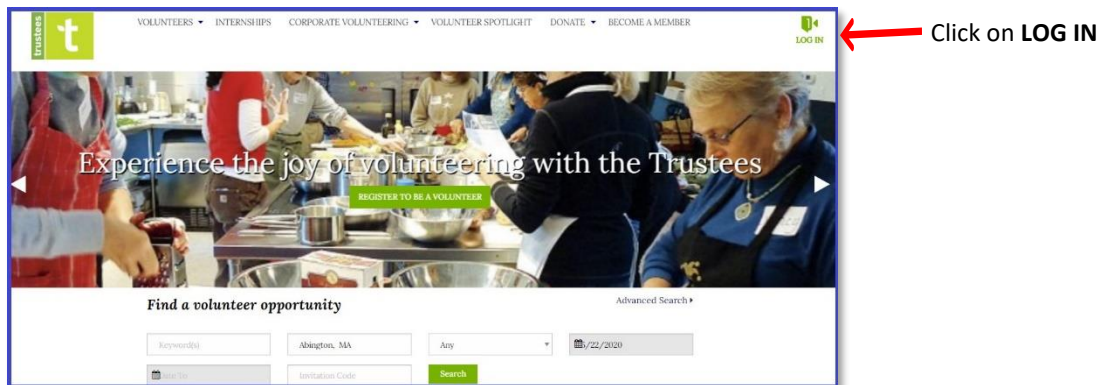 trustees
t
VOLUNTEERS INTERNSHIPS CORPORATE VOLUNTEERING VOLUNTEER SPOTLIGHT DONATE BECOME A MEMBER
LOG IN
Click on LOG IN
Experience the joy of volunteering with the Trustees
REGISTER TO BE A VOLUNTEER
Find a volunteer opportunity
Advanced Search
Keyword(s) Abington, MA Any /22/2020
Invitation Code Search